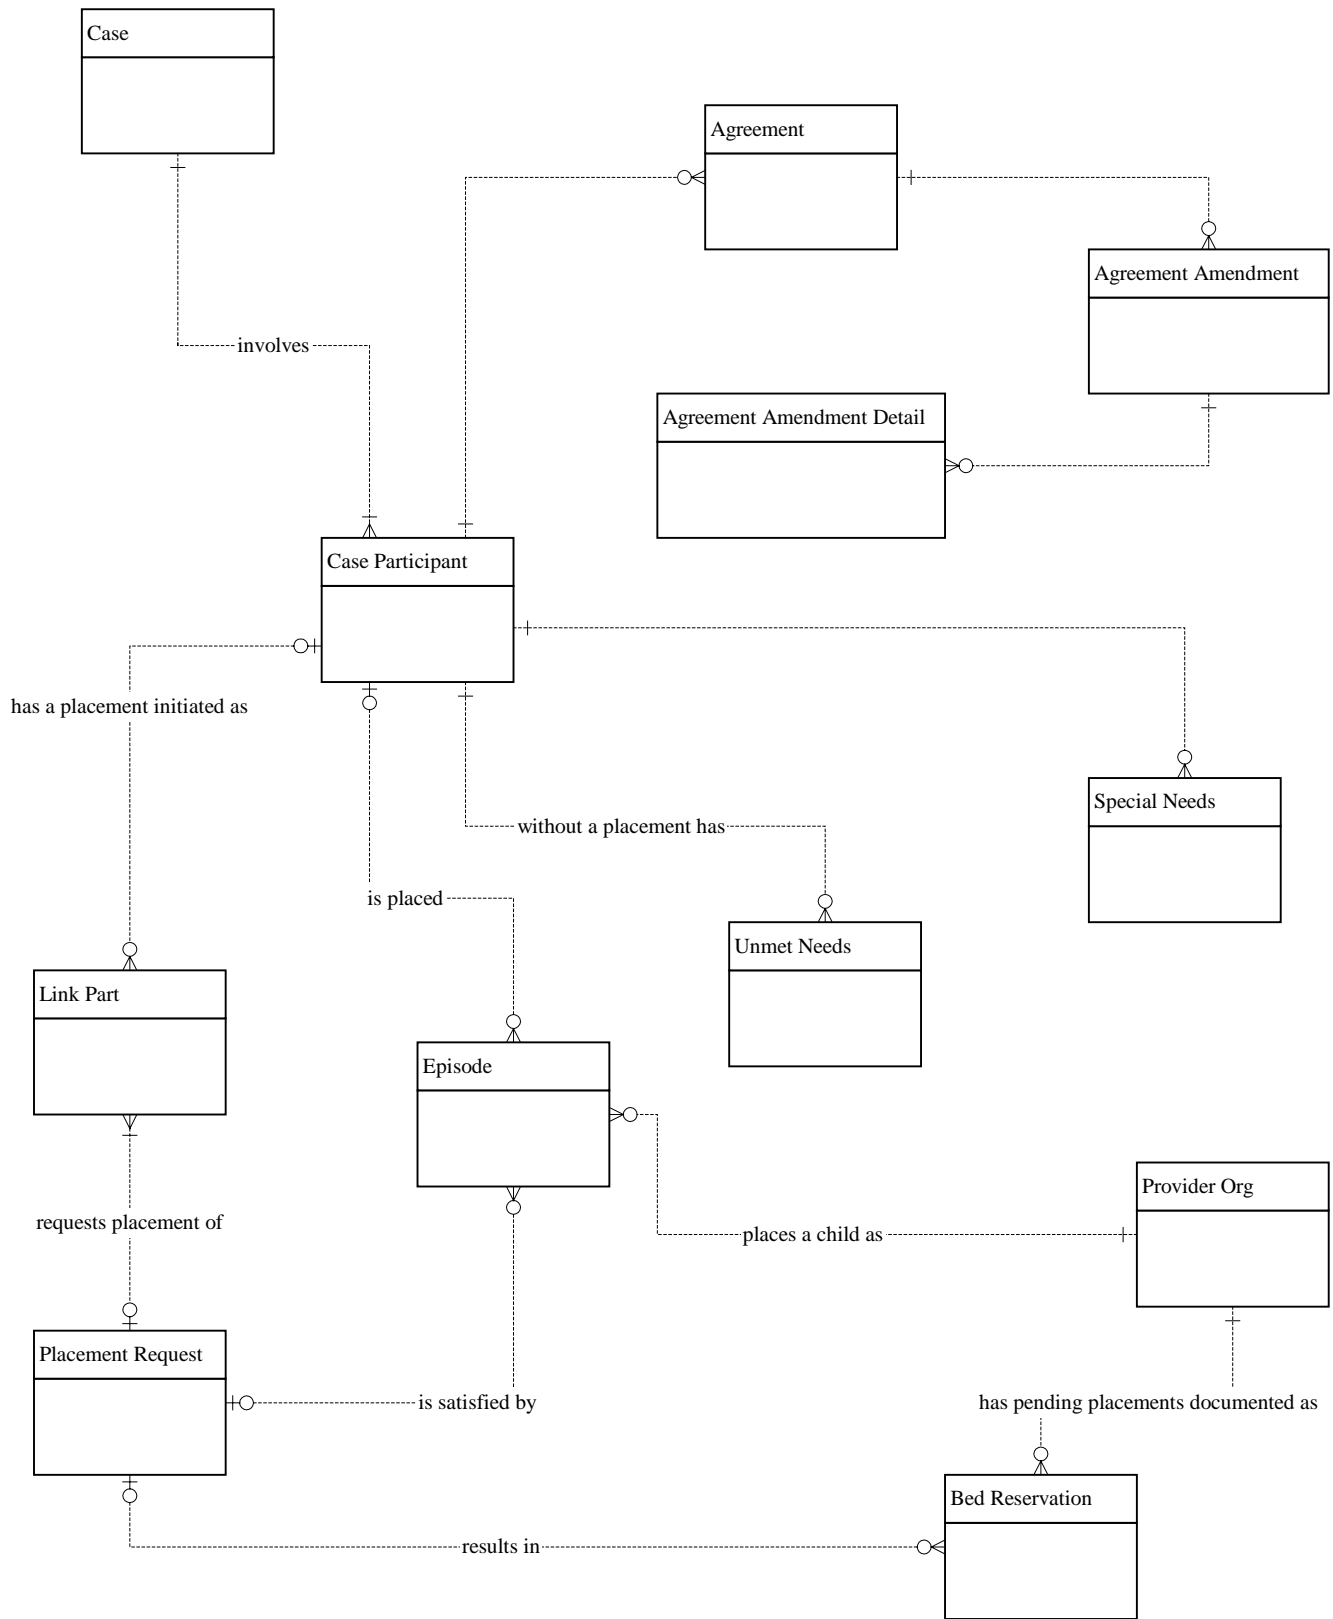 Case
Agreement
Agreement Amendment
involves
Agreement Amendment Detail
Case Participant
has a placement initiated as
Special Needs
without a placement has
is placed
Unmet Needs
Link Part
Episode
Provider Org
requests placement of
places a child as
Placement Request
is satisfied by
has pending placements documented as
Bed Reservation
results in